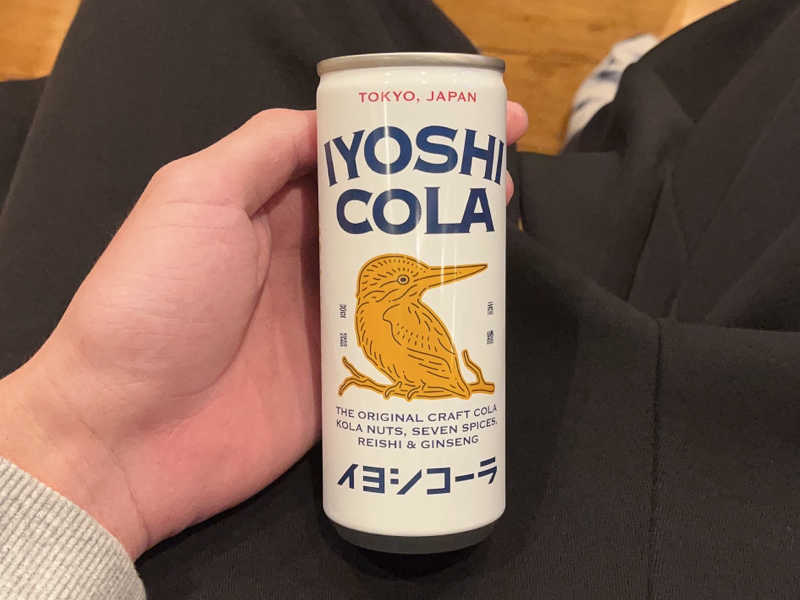 TOKYO, JAPAN
IYOSHI
COLA
THE ORIGINAL CRAFT COLA
KOLA NUTS, SEVEN SPICES,
REISHI & GINSENG
イヨシコーラ